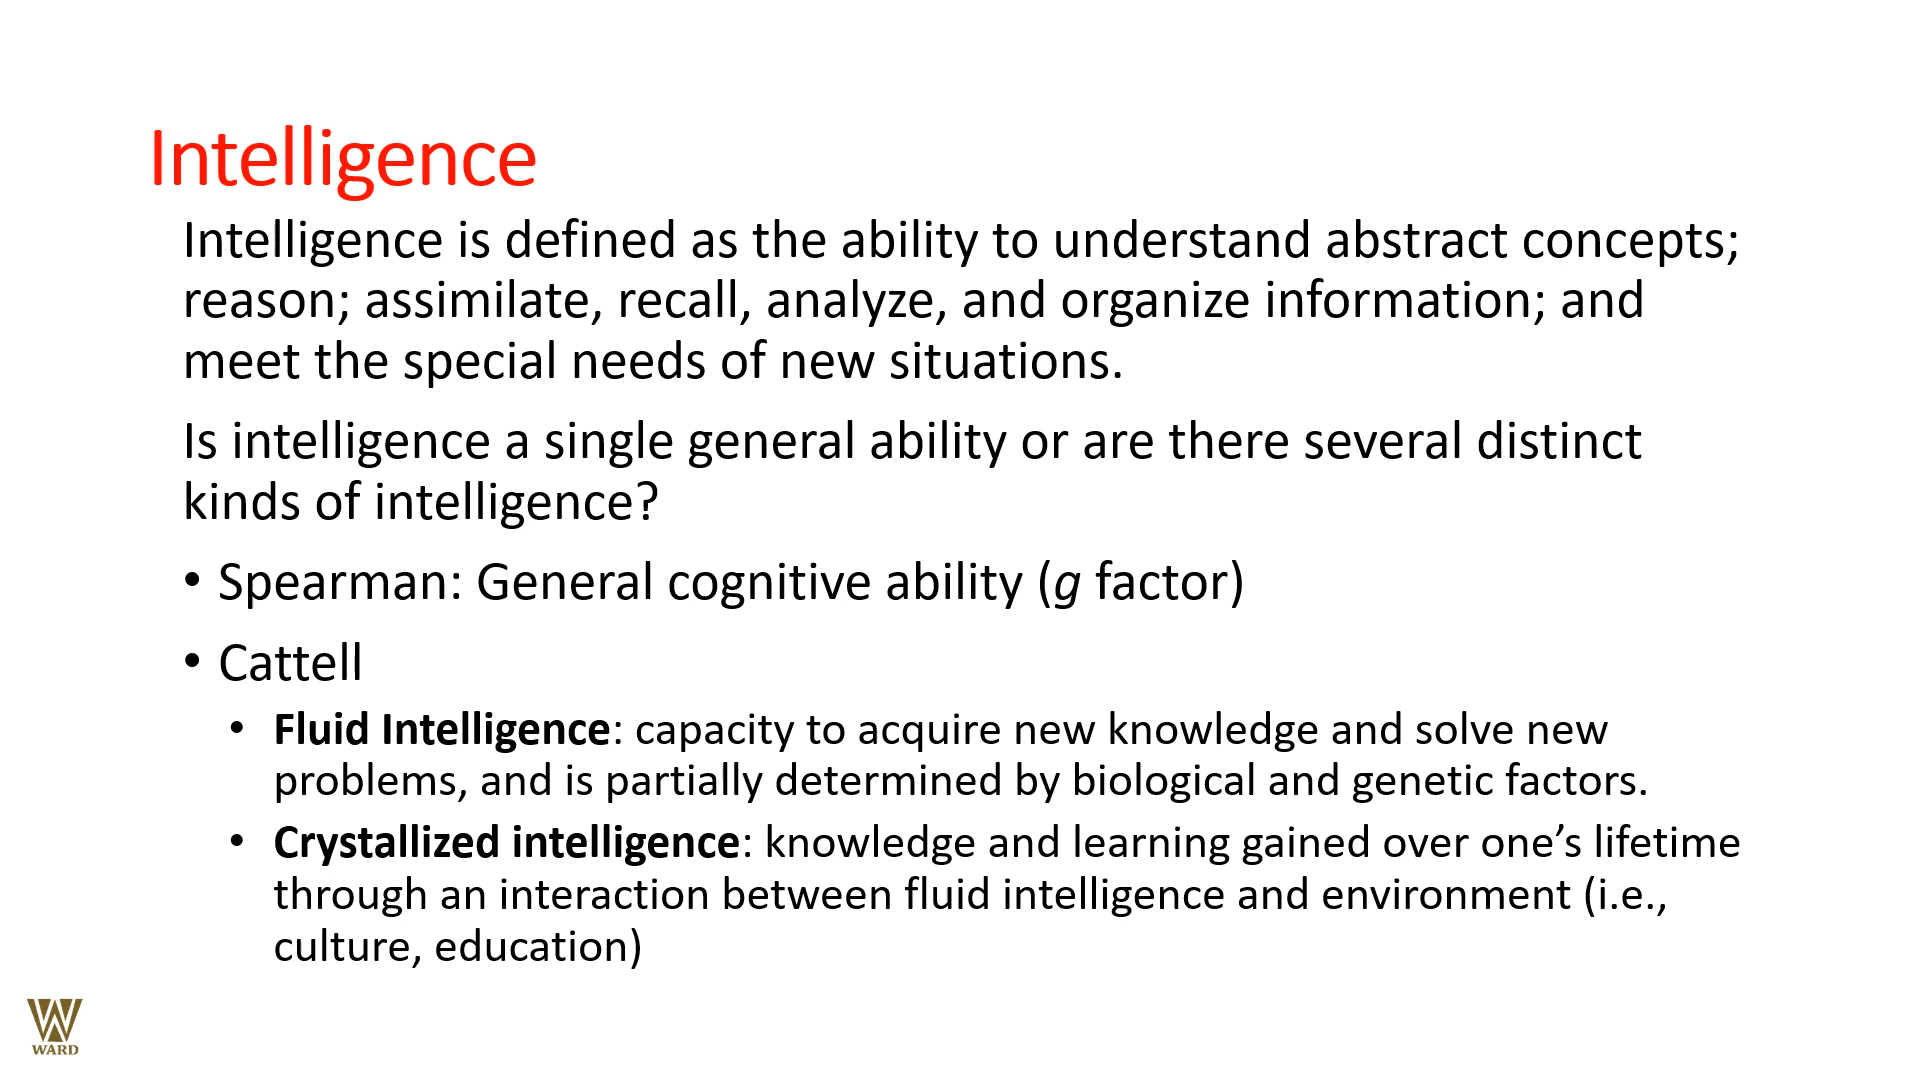 Intelligence
Intelligence is defined as the ability to understand abstract concepts;
reason; assimilate, recall, analyze, and organize information; and
meet the special needs of new situations.
Is intelligence a single general ability or are there several distinct
kinds of intelligence?
• Spearman: General cognitive ability (g factor)
• Cattell
• Fluid Intelligence: capacity to acquire new knowledge and solve new
problems, and is partially determined by biological and genetic factors.
• Crystallized intelligence: knowledge and learning gained over one’s lifetime
through an interaction between fluid intelligence and environment (i.e.,
culture, education)
WARD